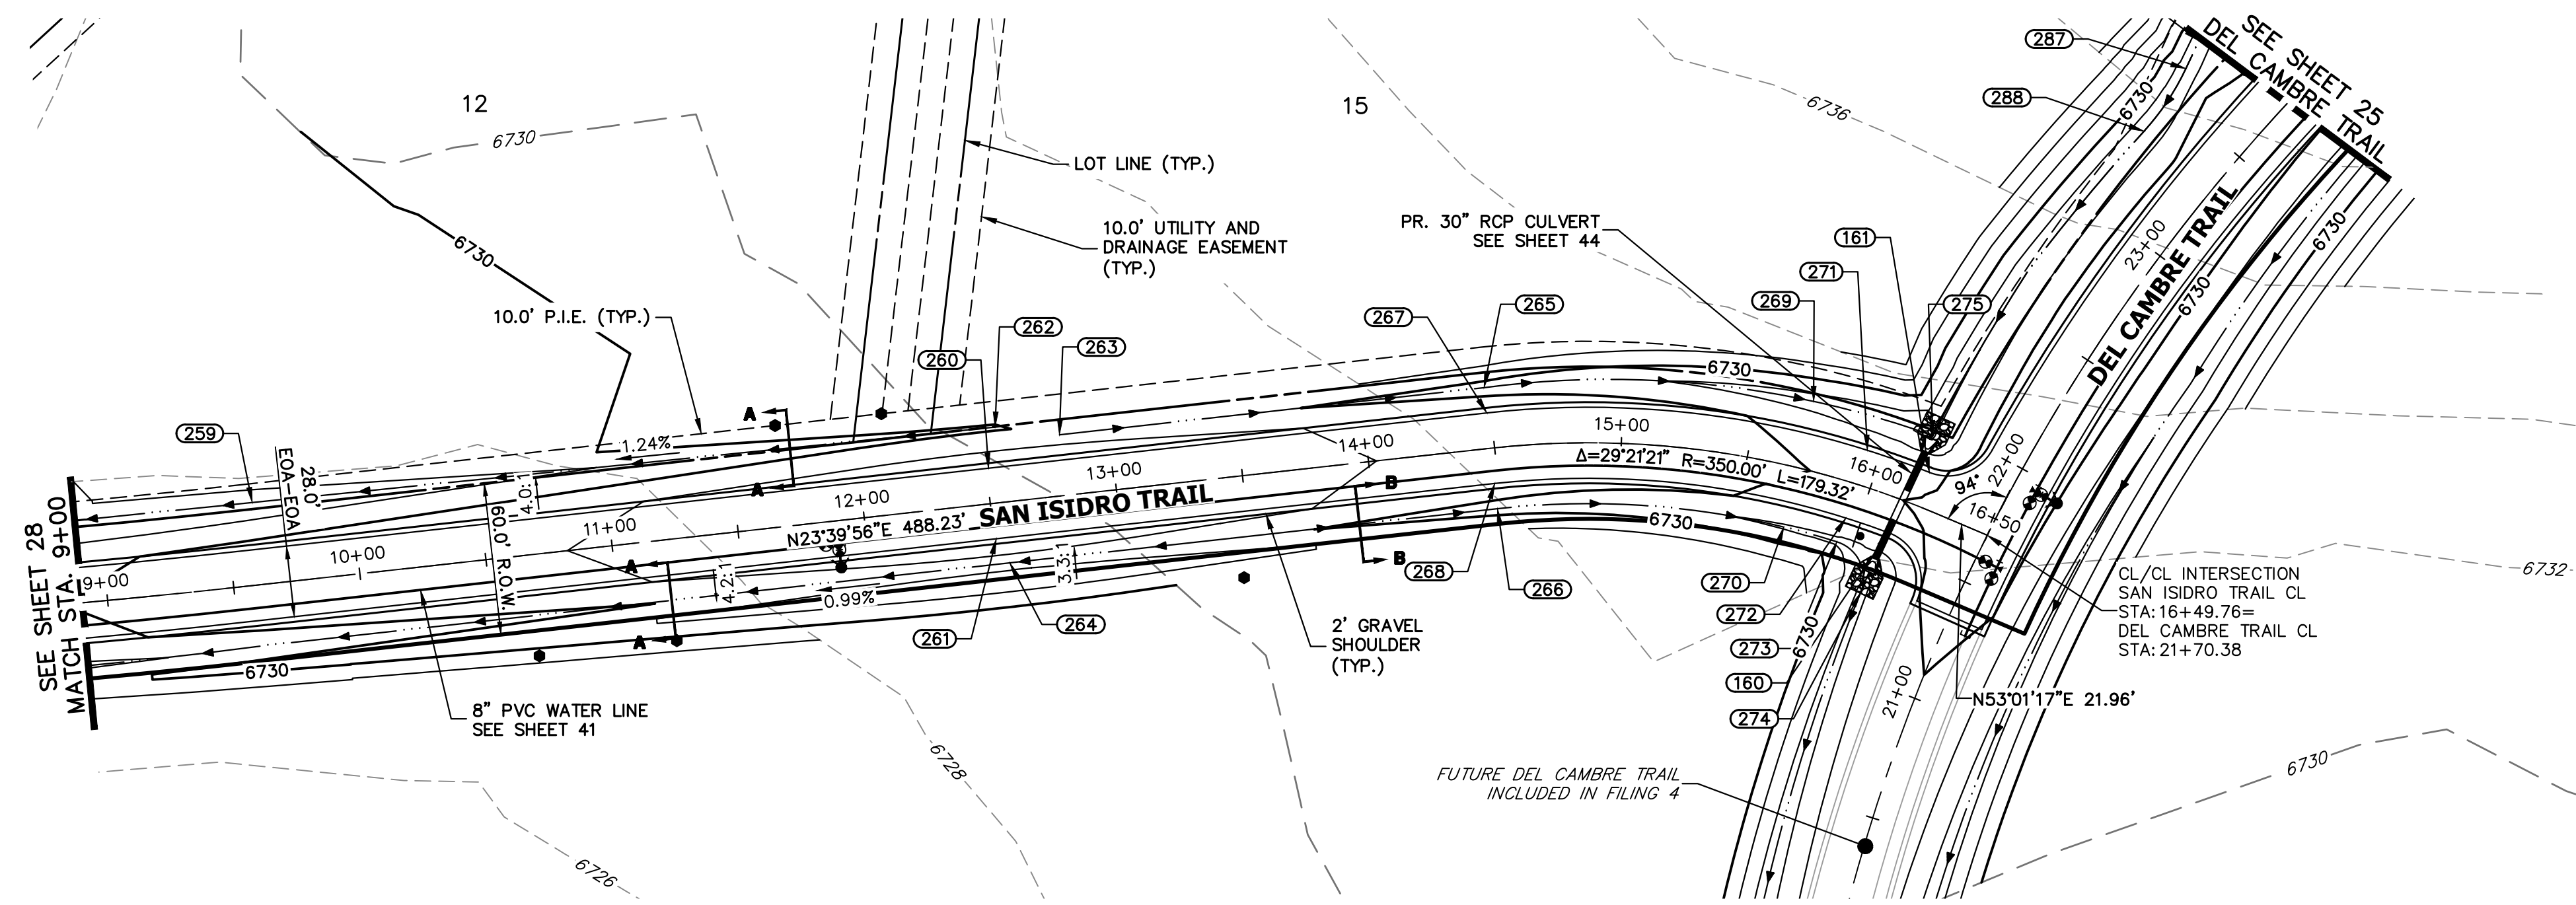 SEE SHEET 28
MATCH STA. 9+00
12
15
6730
6730
LOT LINE (TYP.)
10.0' UTILITY AND
DRAINAGE EASEMENT
(TYP.)
10.0' P.I.E. (TYP.)
PR. 30" RCP CULVERT
SEE SHEET 44
6736
287
288
161
271
269
275
265
267
262
263
260
259
SEE SHEET 25
DEL CAMBRE TRAIL
6730
6730
6730
DEL CAMBRE TRAIL
23+00
22+00
21+00
6730
A
A
A
A
B
B
1.24%
EOA-EOA
28.0'
60.0' R.O.W.
4.0:1
4.2:1
3.3:1
0.99%
9+00
10+00
11+00
12+00
13+00
14+00
15+00
16+00
16+50
94°
N23°39'56"E 488.23'
SAN ISIDRO TRAIL
Δ=29°21'21" R=350.00' L=179.32'
6730
6730
6730
8" PVC WATER LINE
SEE SHEET 41
261
264
268
266
270
272
273
160
274
2' GRAVEL
SHOULDER
(TYP.)
CL/CL INTERSECTION
SAN ISIDRO TRAIL CL
STA:16+49.76=
DEL CAMBRE TRAIL CL
STA:21+70.38
N53°01'17"E 21.96'
FUTURE DEL CAMBRE TRAIL
INCLUDED IN FILING 4
6732
6730
6728
6726